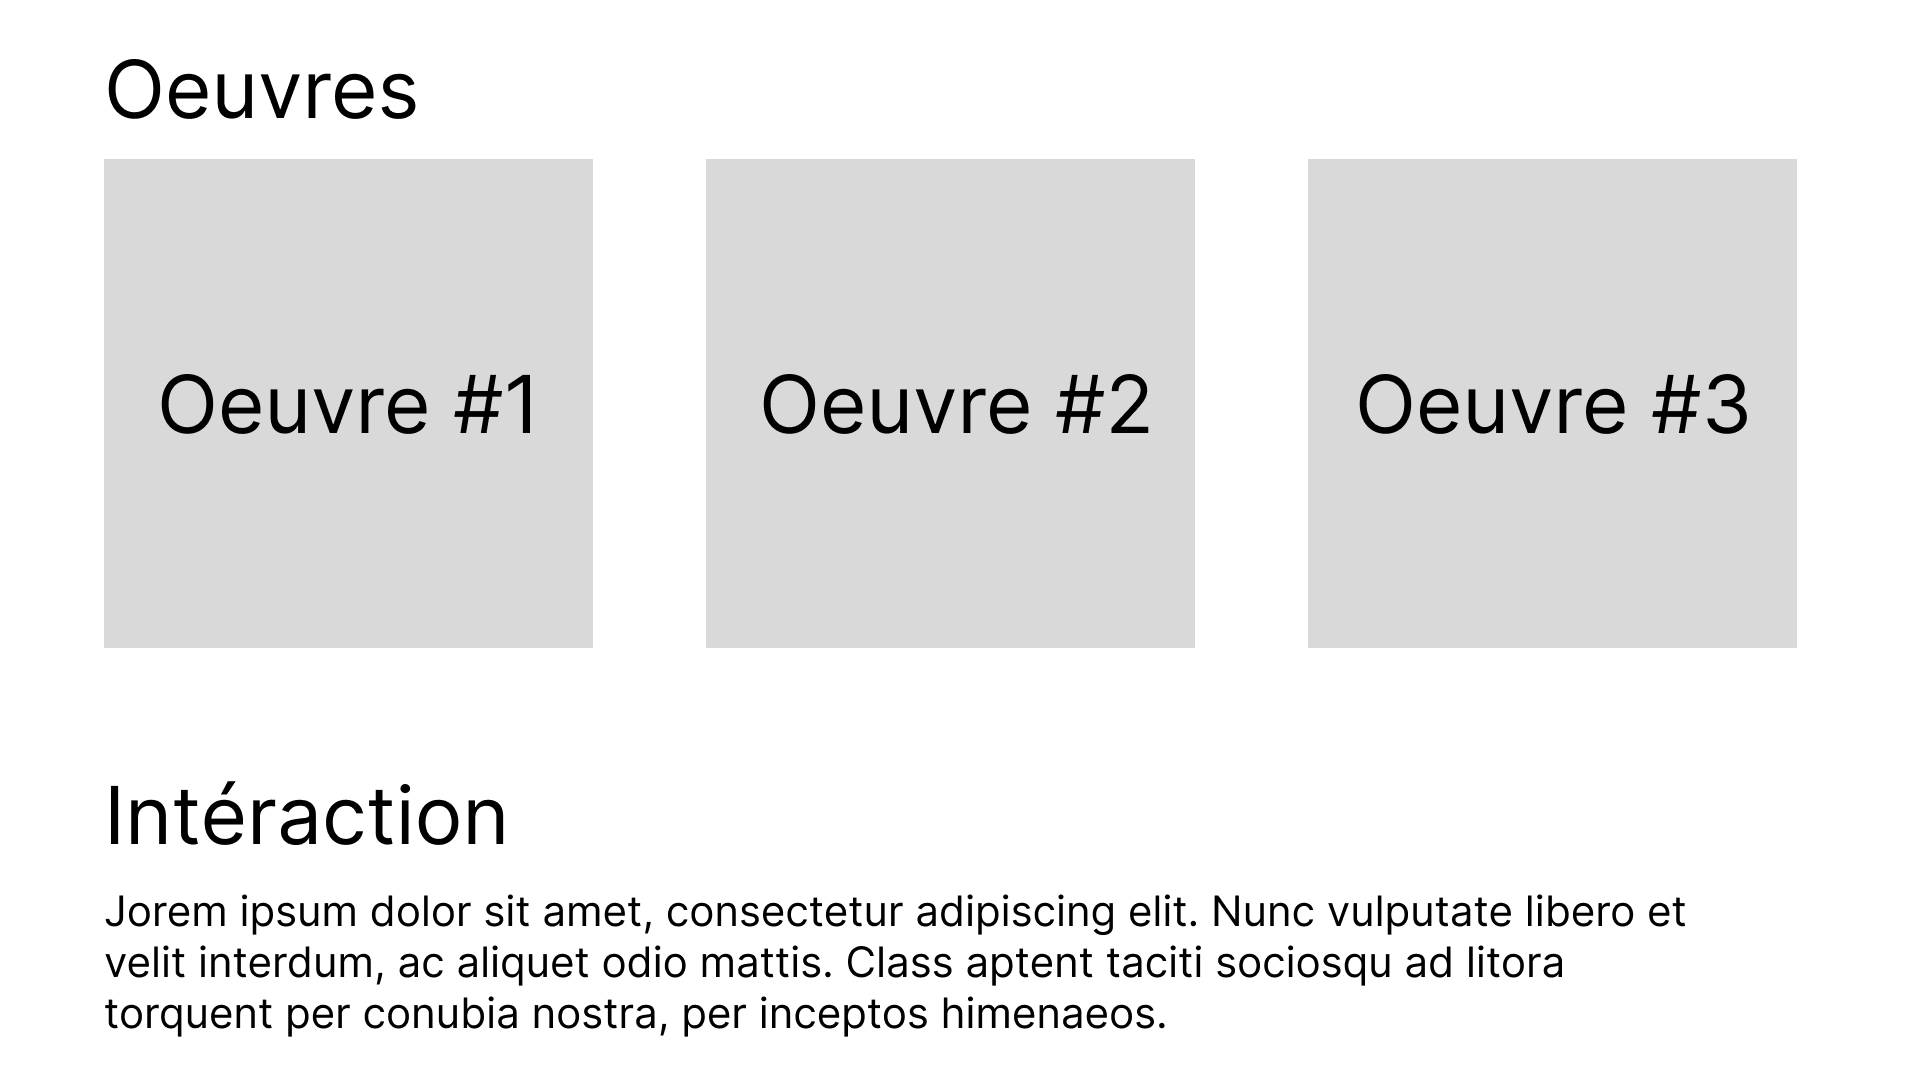 Oeuvres
Oeuvre #1
Oeuvre #2
Oeuvre #3
Intéraction
Jorem ipsum dolor sit amet, consectetur adipiscing elit. Nunc vulputate libero et
velit interdum, ac aliquet odio mattis. Class aptent taciti sociosqu ad litora
torquent per conubia nostra, per inceptos himenaeos.